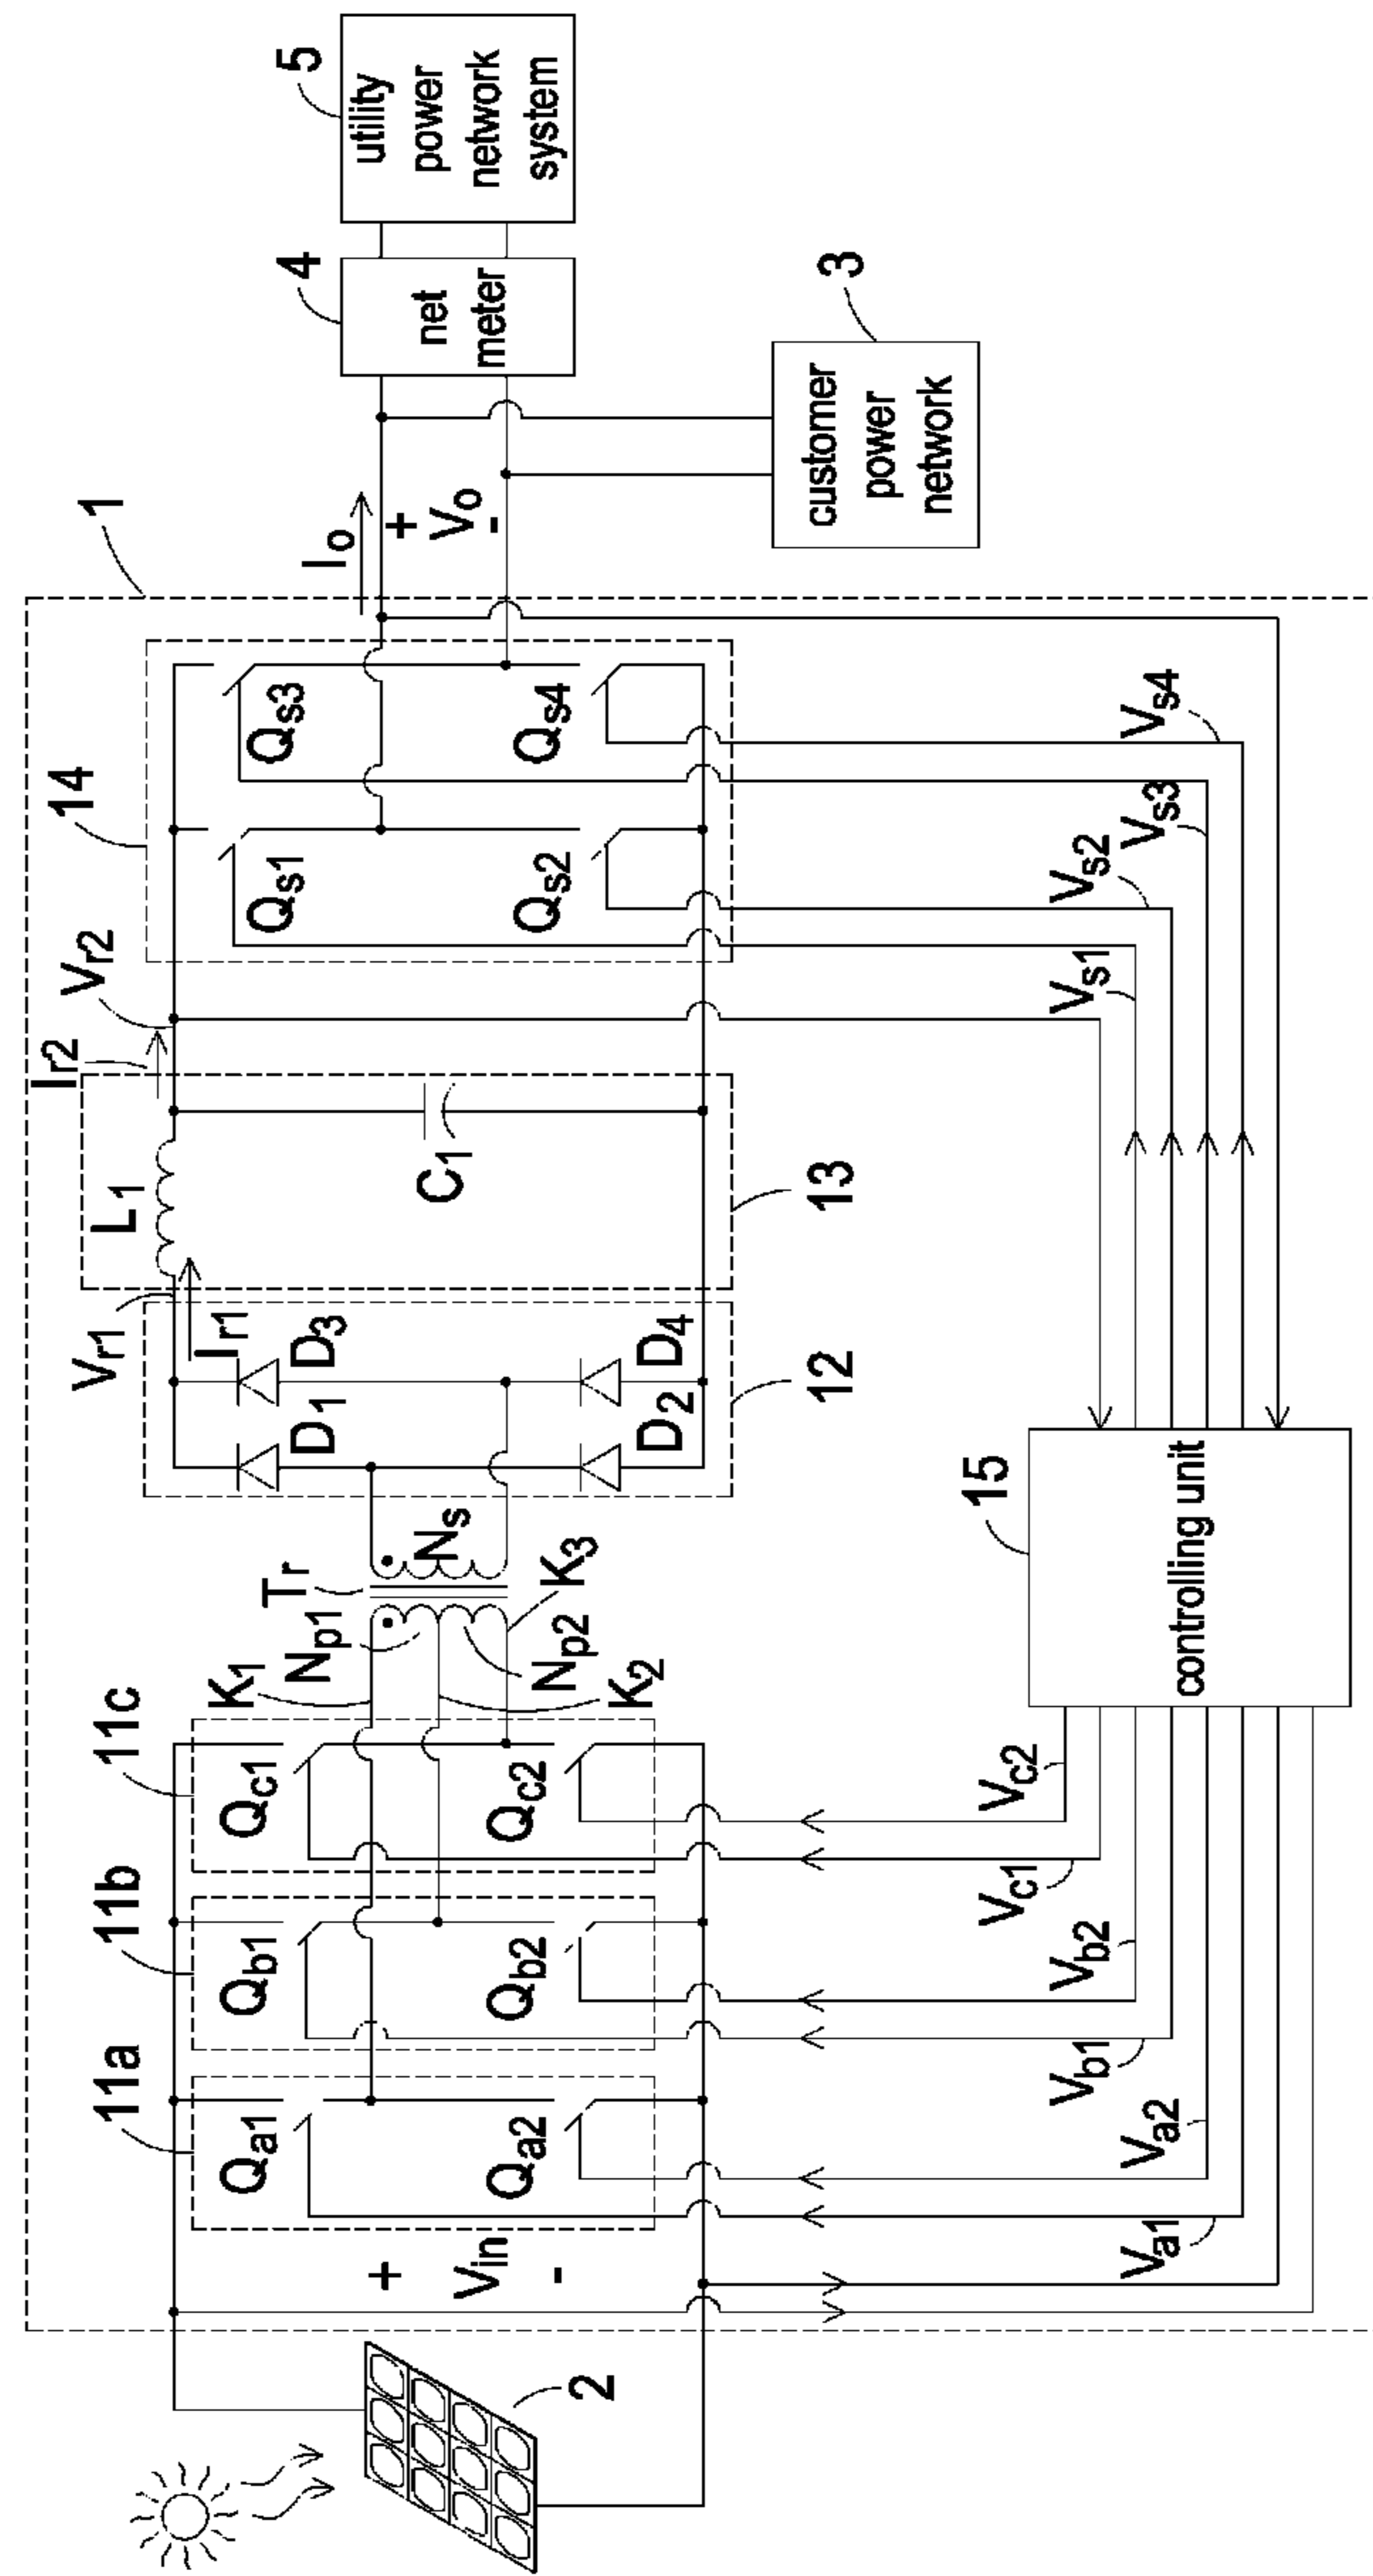 1
5
utility
power
network
system
4
net
meter
3
customer
power
network
Io
+
Vo
-
14
Qs3
Qs4
Qs1
Qs2
Vs4
Vs3
Vs2
Vs1
Vr2
Ir2
L1
C1
13
Vr1
Ir1
D3
D4
D1
D2
12
Tr
Ns
Np1
Np2
K1
K2
K3
15
controlling unit
11c
Qc1
Qc2
11b
Qb1
Qb2
11a
Qa1
Qa2
Vc2
Vc1
Vb2
Vb1
Va2
Va1
+
Vin
-
2